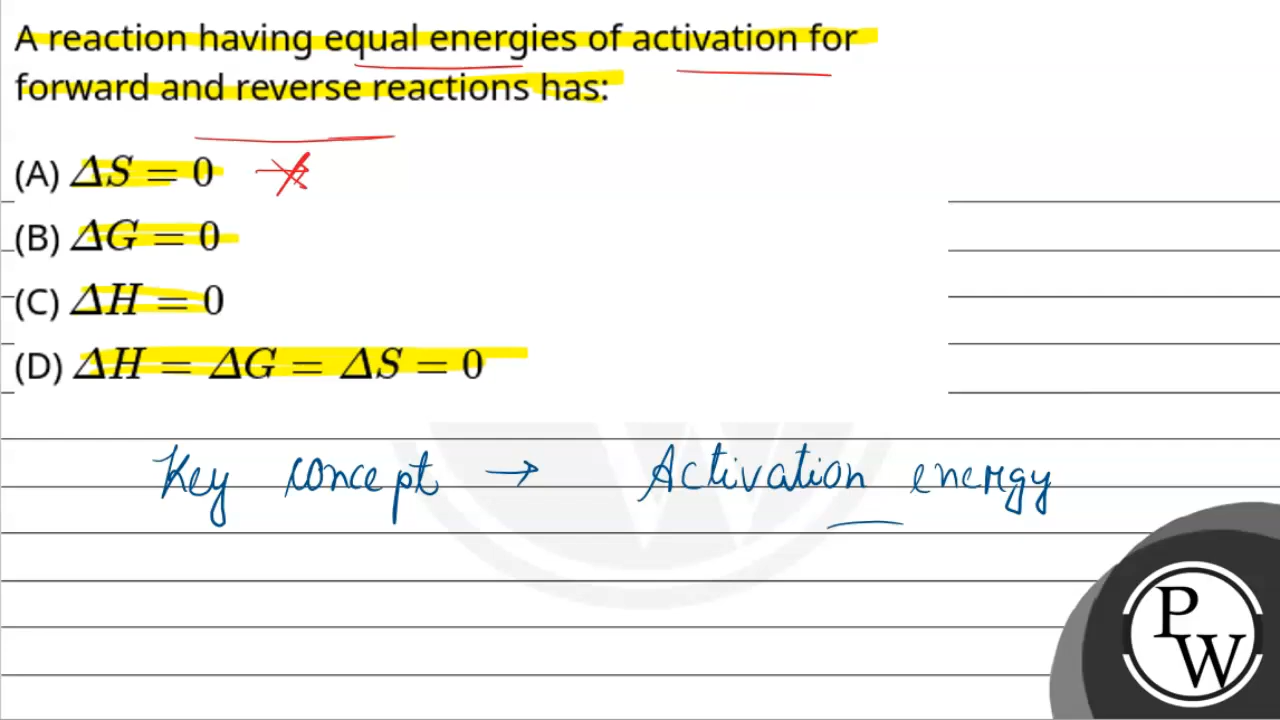 A reaction having equal energies of activation for
forward and reverse reactions has:
(A) ΔS = 0
(B) ΔG = 0
(C) ΔH = 0
(D) ΔH = ΔG = ΔS = 0
Key concept → Activation energy
P
W